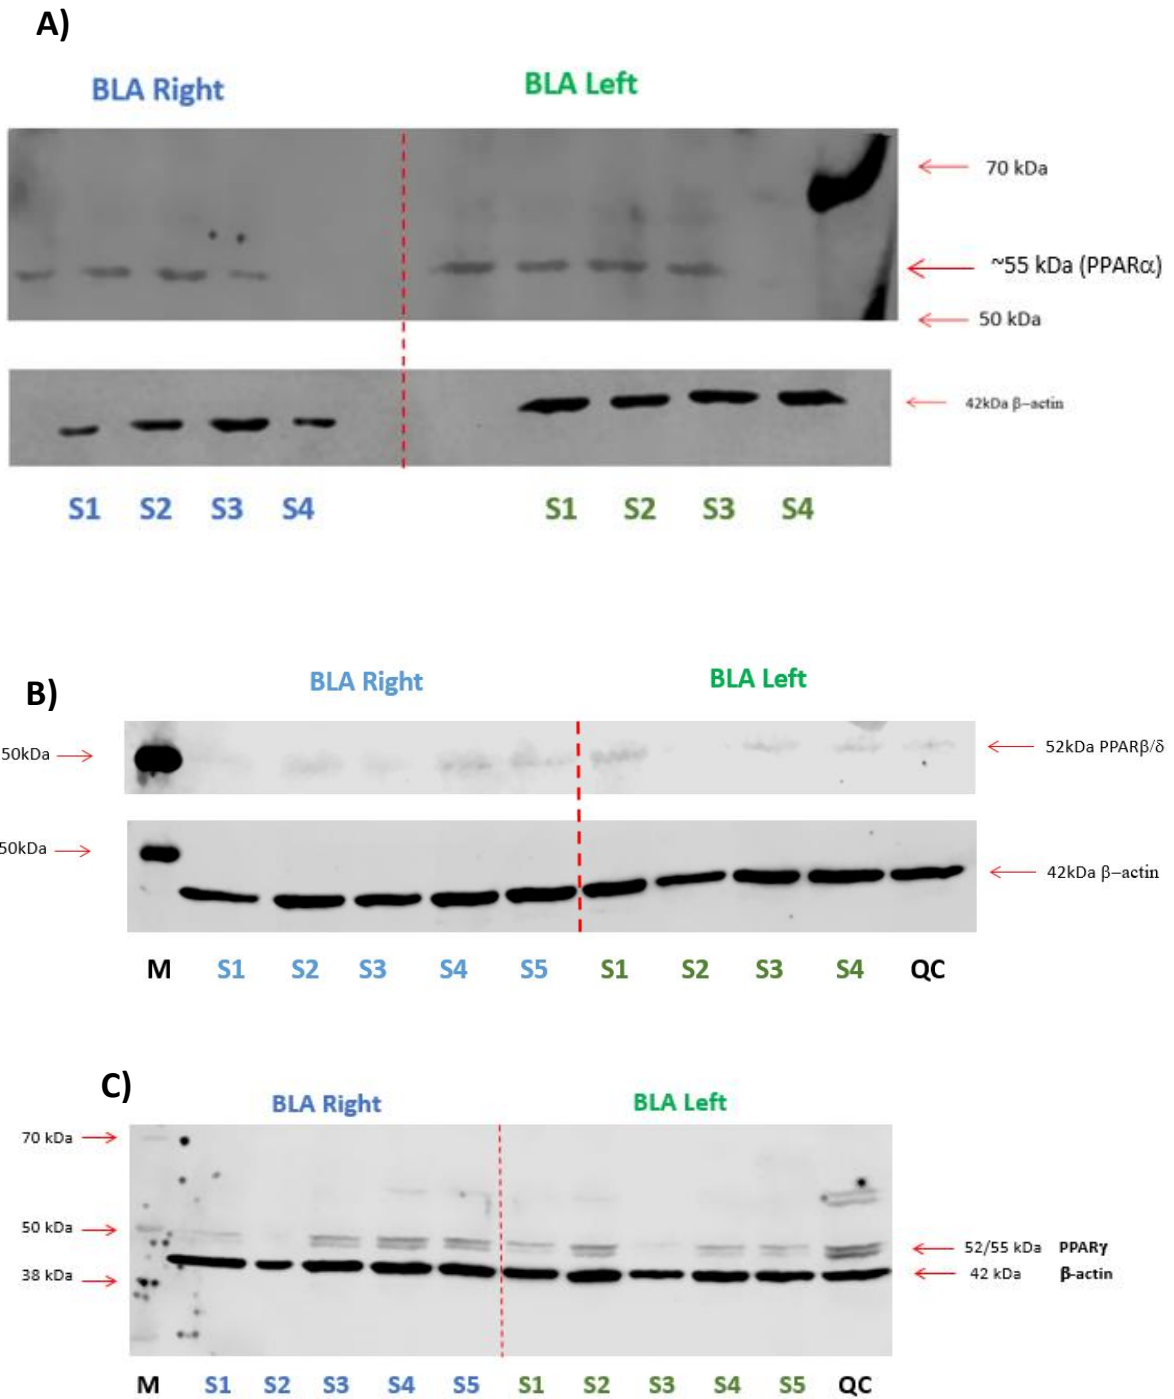 A)
BLA Right BLA Left
70 kDa
~55 kDa (PPARα)
50 kDa
42kDa β−actin
S1 S2 S3 S4 S1 S2 S3 S4
B)
BLA Right BLA Left
50kDa 52kDa PPARβ/δ
50kDa
42kDa β−actin
M S1 S2 S3 S4 S5 S1 S2 S3 S4 QC
C)
BLA Right BLA Left
70 kDa
50 kDa
52/55 kDa PPARγ
38 kDa 42 kDa β-actin
M S1 S2 S3 S4 S5 S1 S2 S3 S4 S5 QC